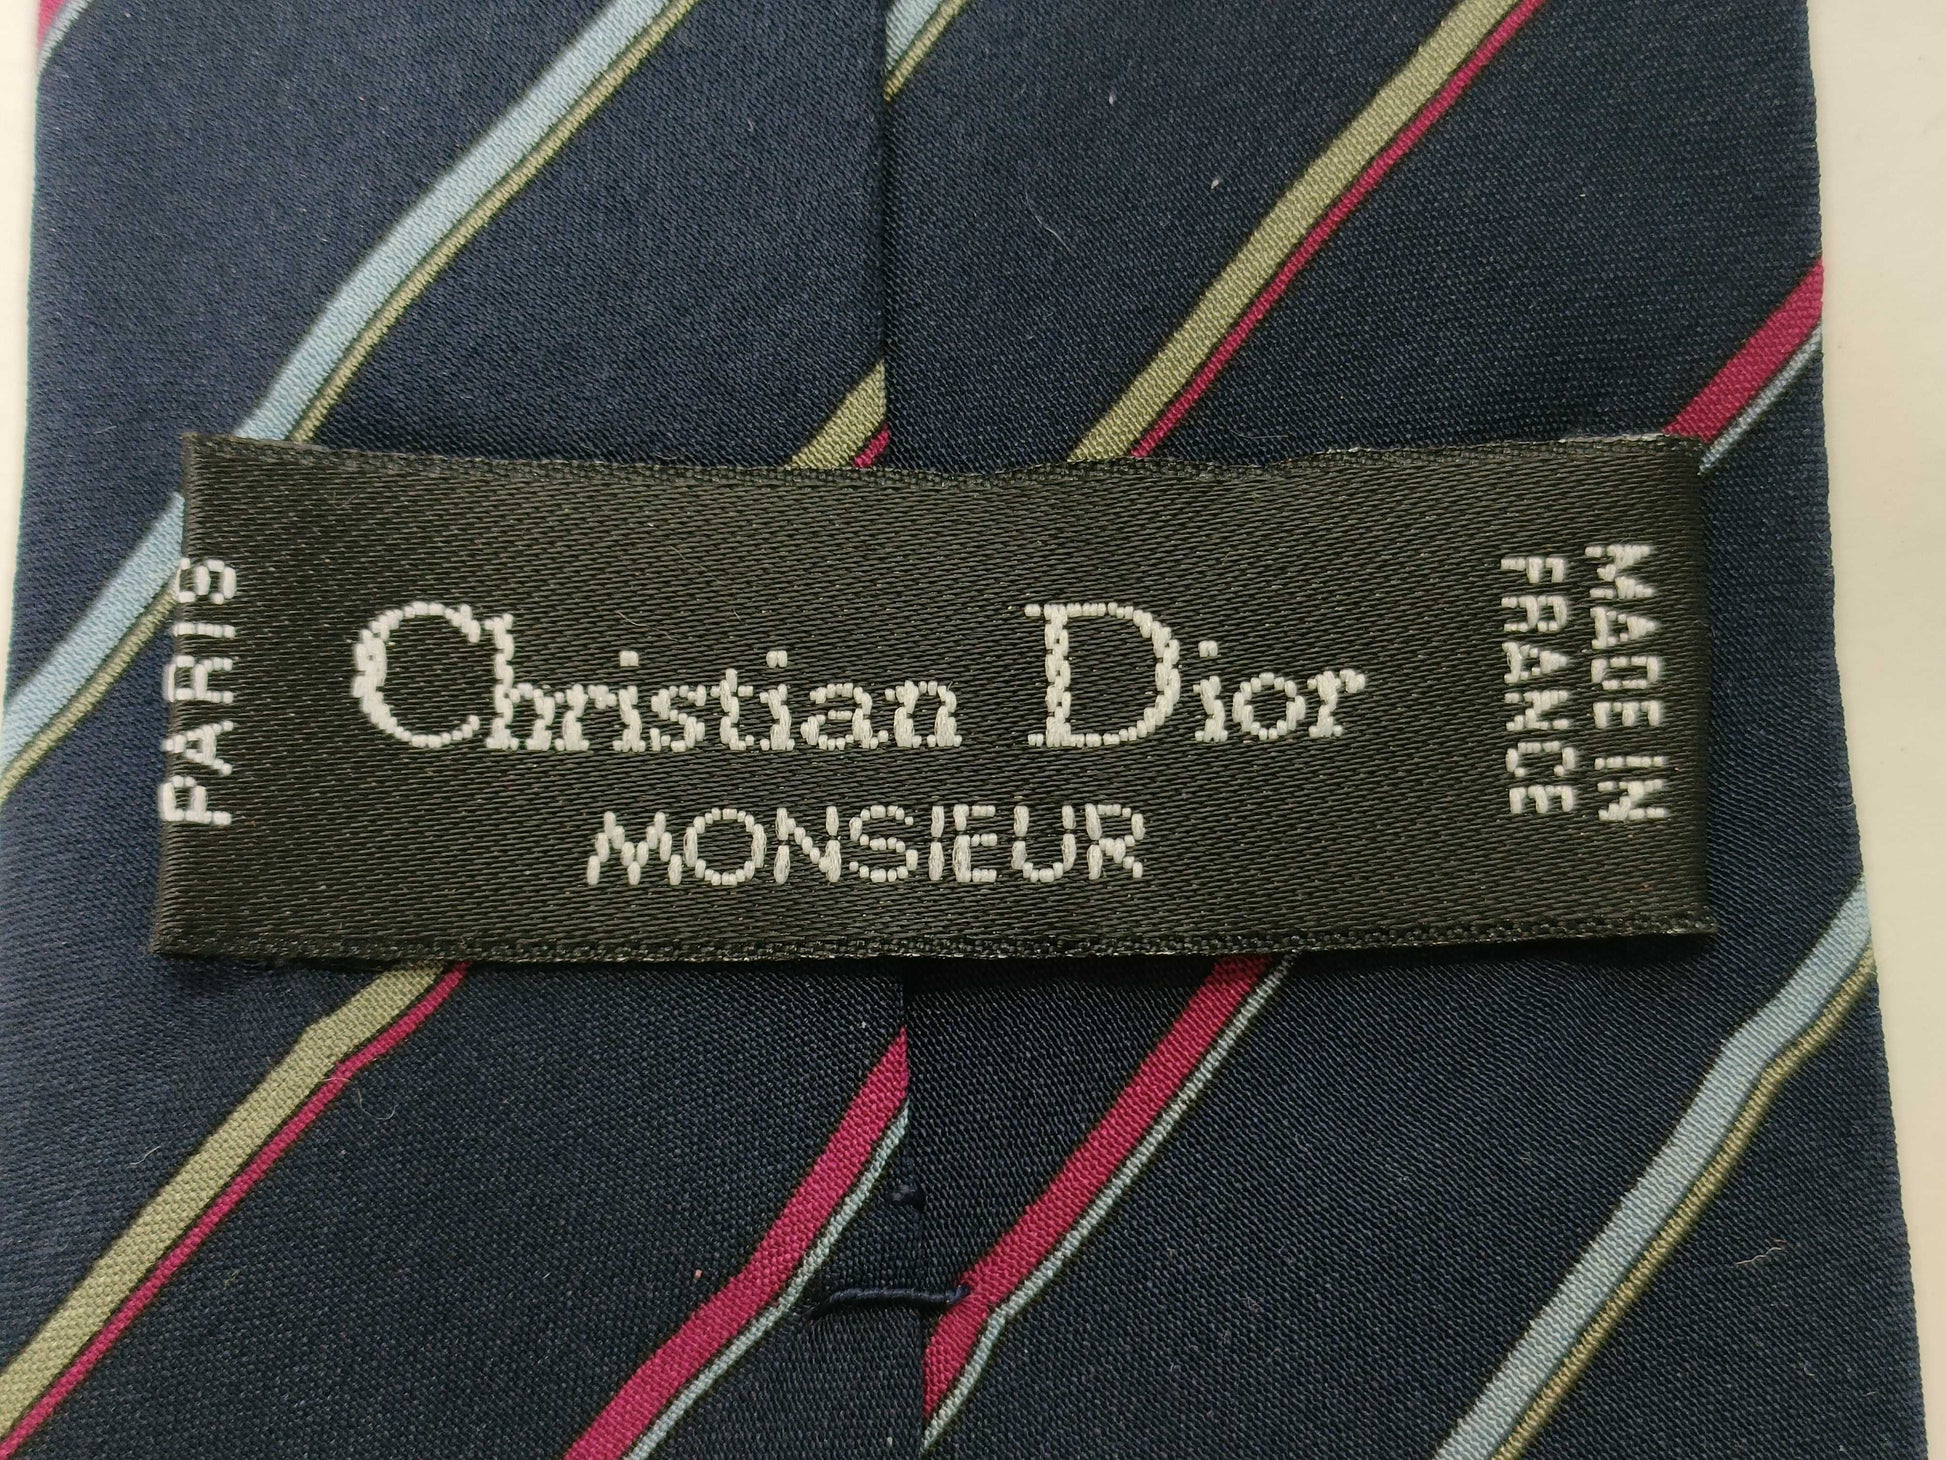 PARIS
Christian Dior
MONSIEUR
MADE IN
FRANCE